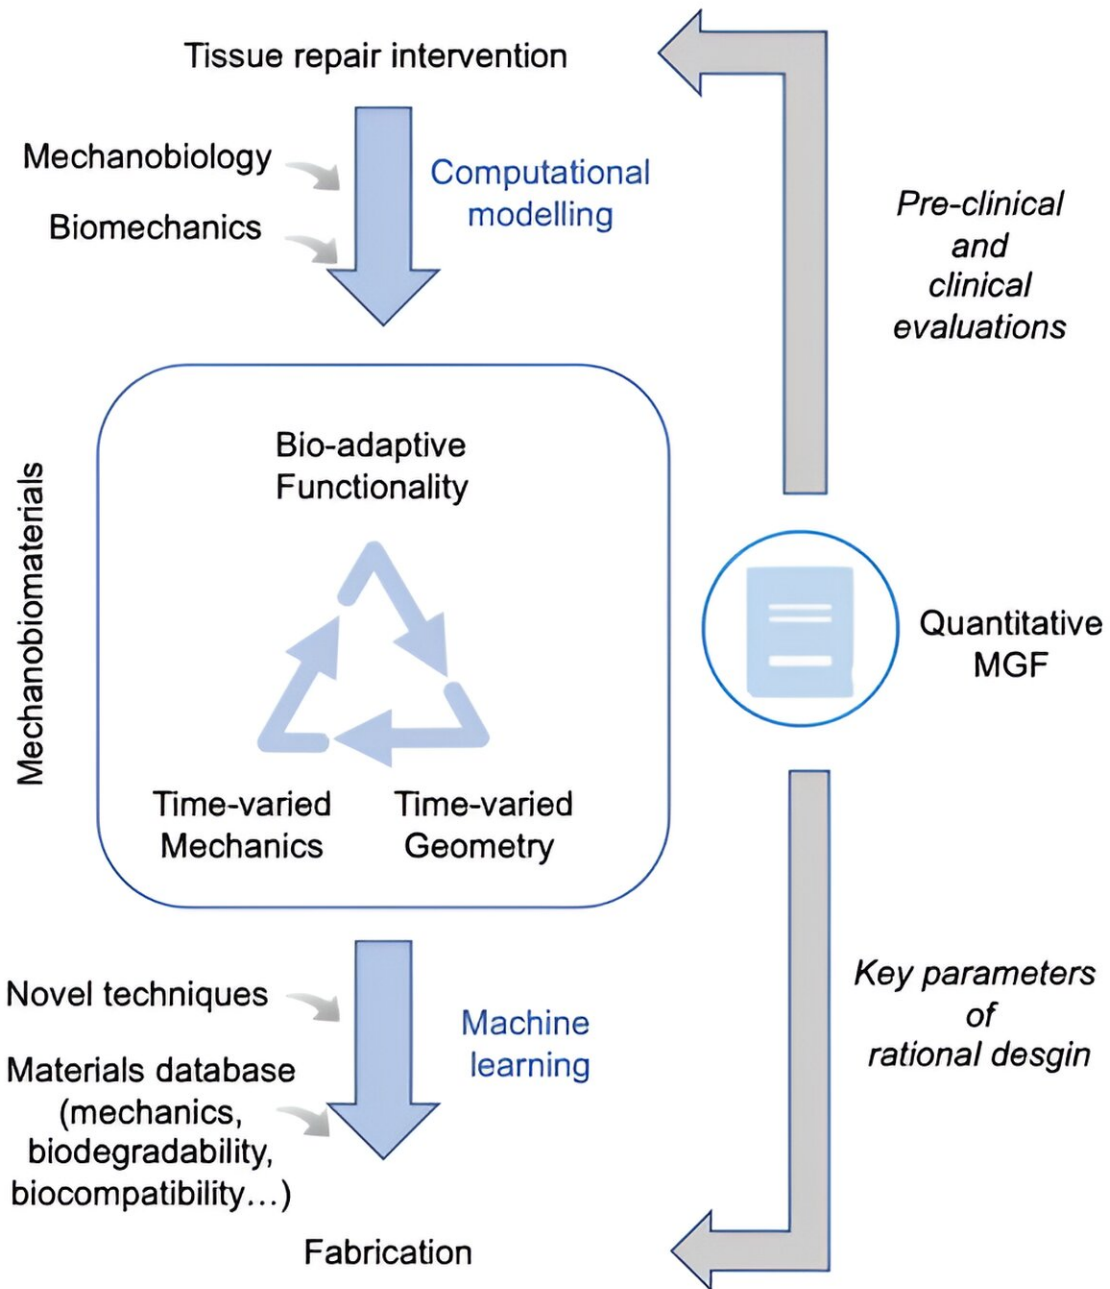 Tissue repair intervention
Mechanobiology
Biomechanics
Computational
modelling
Pre-clinical
and
clinical
evaluations
Mechanobiomaterials
Bio-adaptive
Functionality
Time-varied
Mechanics
Time-varied
Geometry
Quantitative
MGF
Novel techniques
Materials database
(mechanics,
biodegradability,
biocompatibility…)
Machine
learning
Key parameters
of
rational desgin
Fabrication